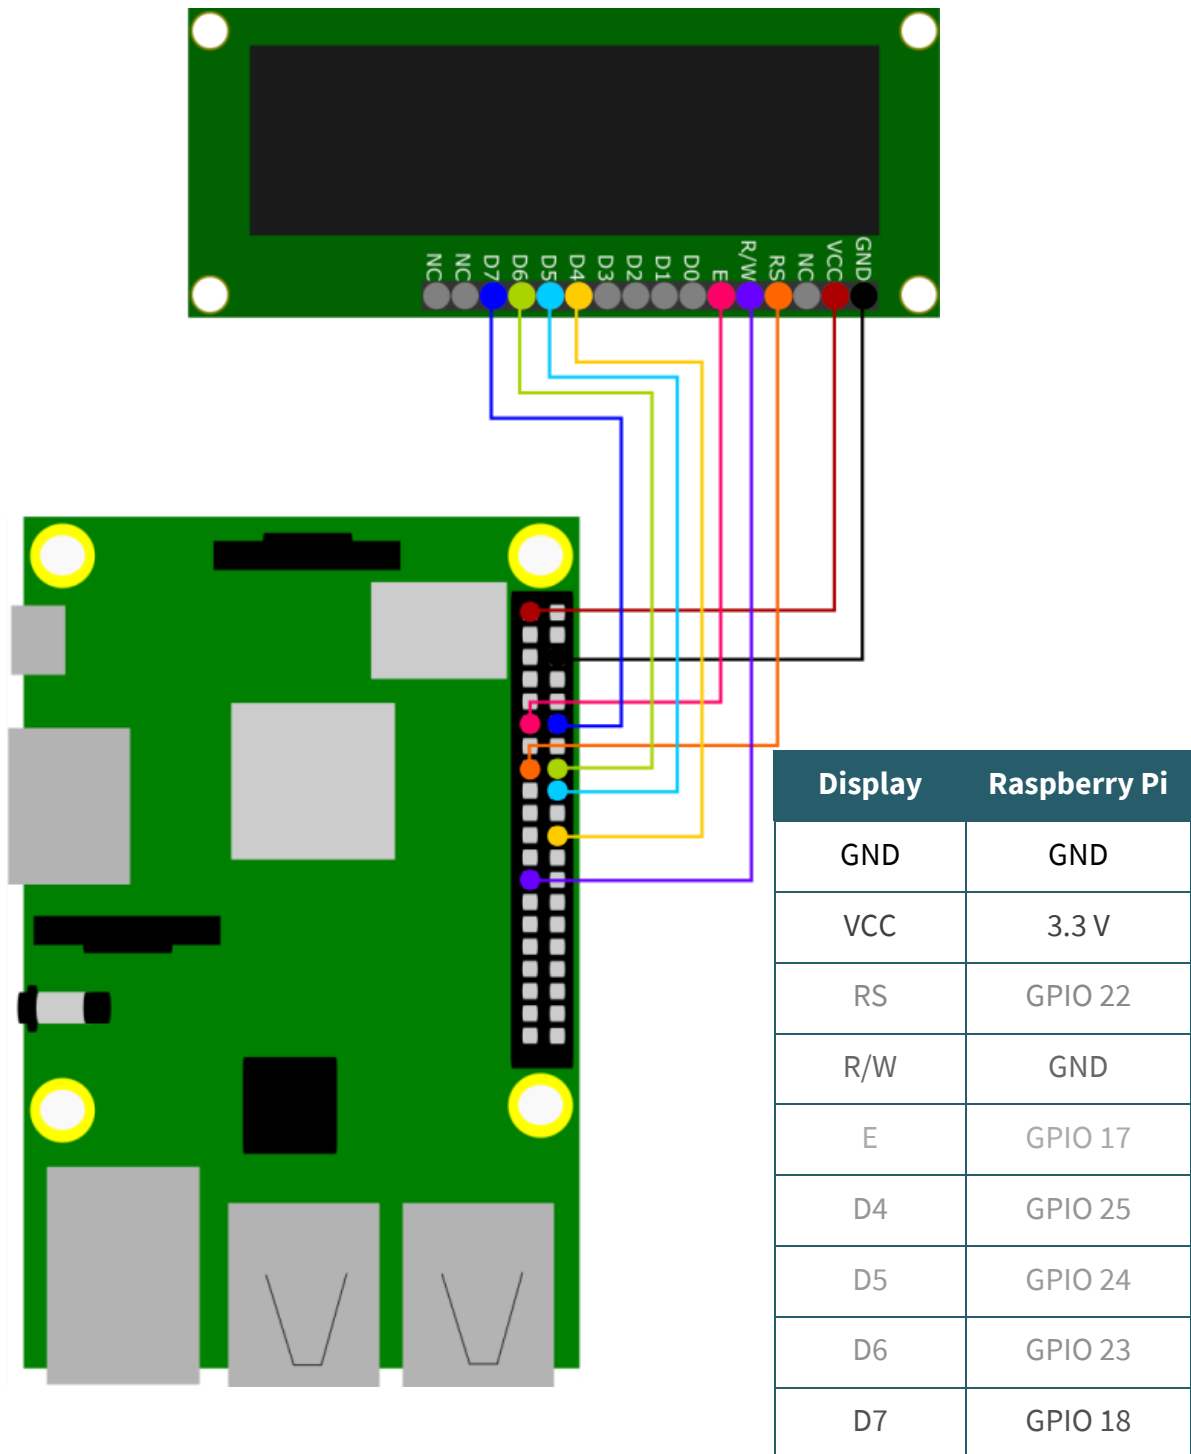 NC NC D7 D6 D5 D4 D3 D2 D1 D0 E R/W RS NC VCC GND
Display Raspberry Pi
GND GND
VCC 3.3 V
RS GPIO 22
R/W GND
E GPIO 17
D4 GPIO 25
D5 GPIO 24
D6 GPIO 23
D7 GPIO 18